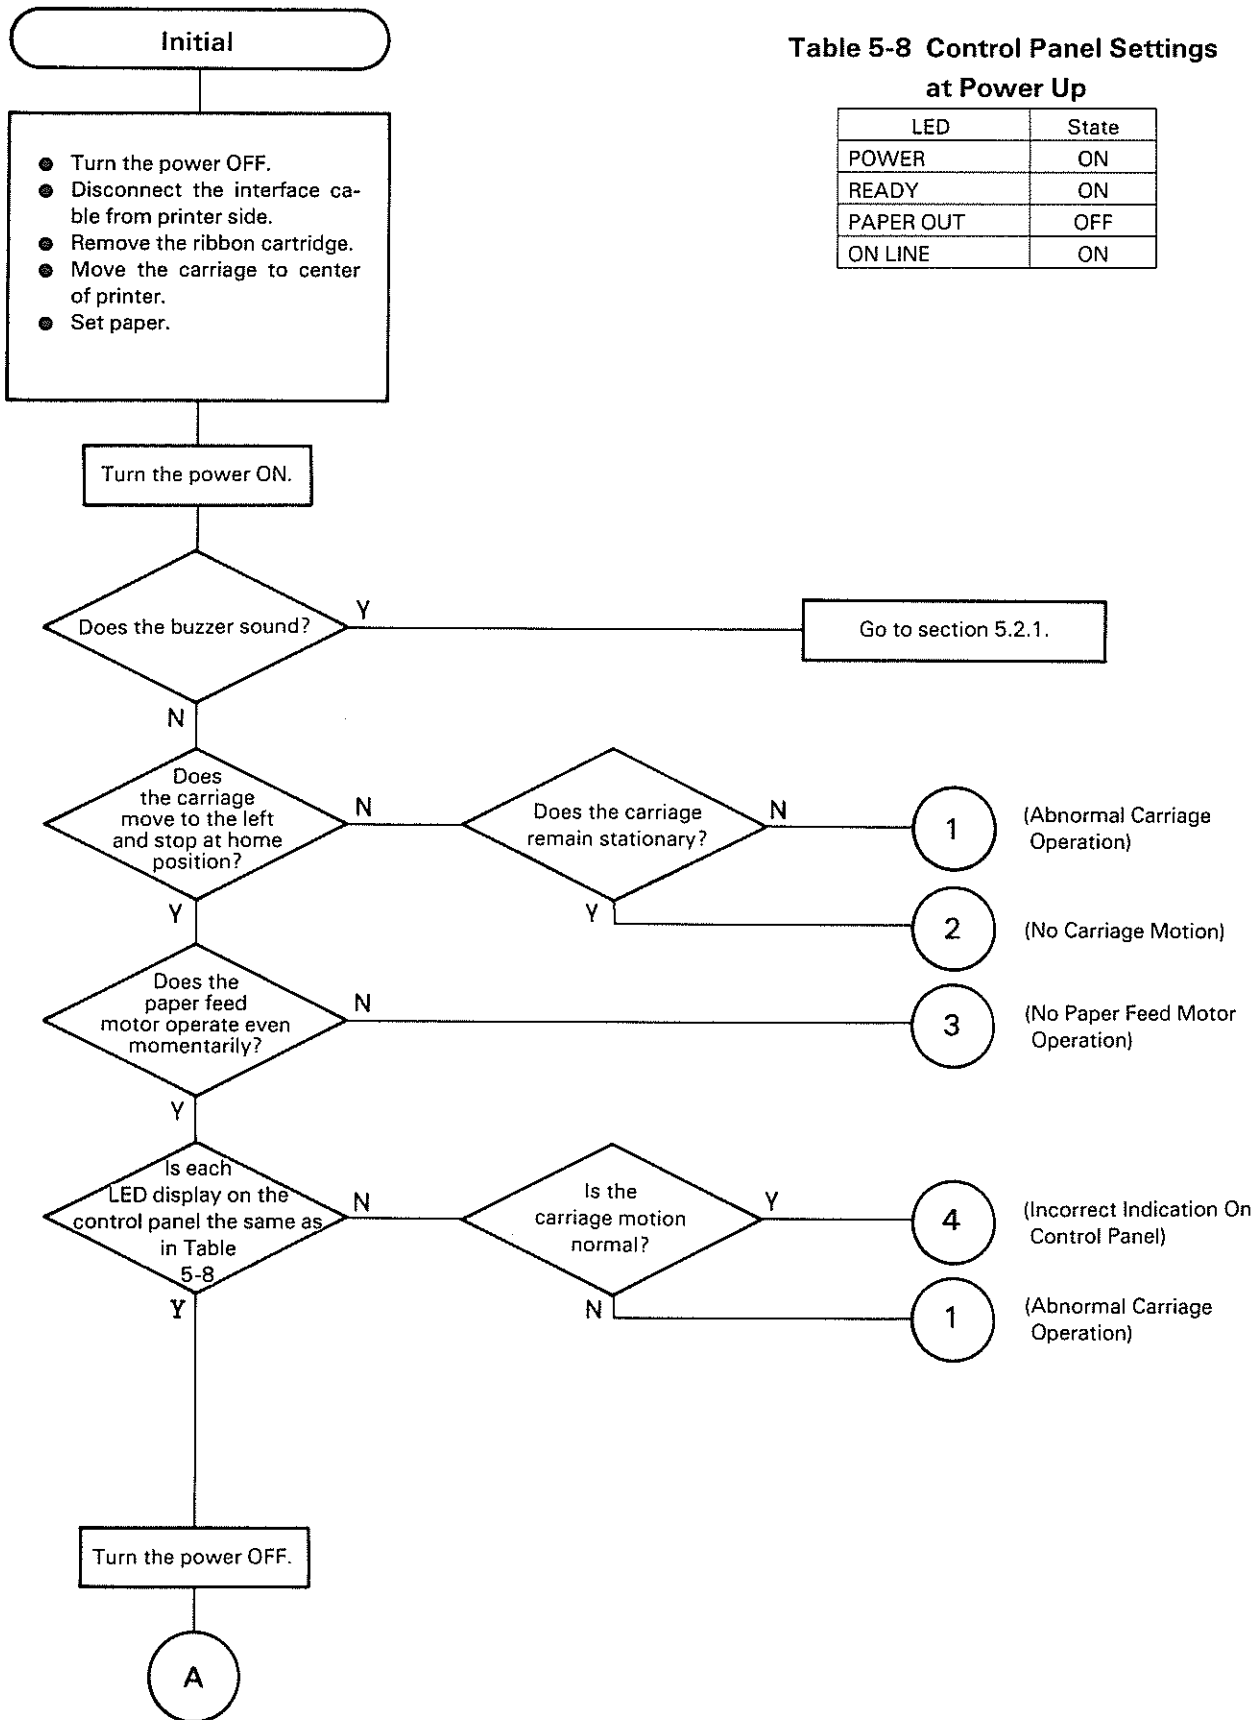 Initial
Table 5-8 Control Panel Settings
at Power Up
LED State
POWER ON
READY ON
PAPER OUT OFF
ON LINE ON
● Turn the power OFF.
● Disconnect the interface ca-
ble from printer side.
● Remove the ribbon cartridge.
● Move the carriage to center
of printer.
● Set paper.
Turn the power ON.
Does the buzzer sound?
Y
Go to section 5.2.1.
N
Does
the carriage
move to the left
and stop at home
position?
N
Does the carriage
remain stationary?
N
1
(Abnormal Carriage
Operation)
Y
2
(No Carriage Motion)
Y
Does the
paper feed
motor operate even
momentarily?
N
3
(No Paper Feed Motor
Operation)
Y
Is each
LED display on the
control panel the same as
in Table
5-8
N
Is the
carriage motion
normal?
Y
4
(Incorrect Indication On
Control Panel)
N
1
(Abnormal Carriage
Operation)
Y
Turn the power OFF.
A